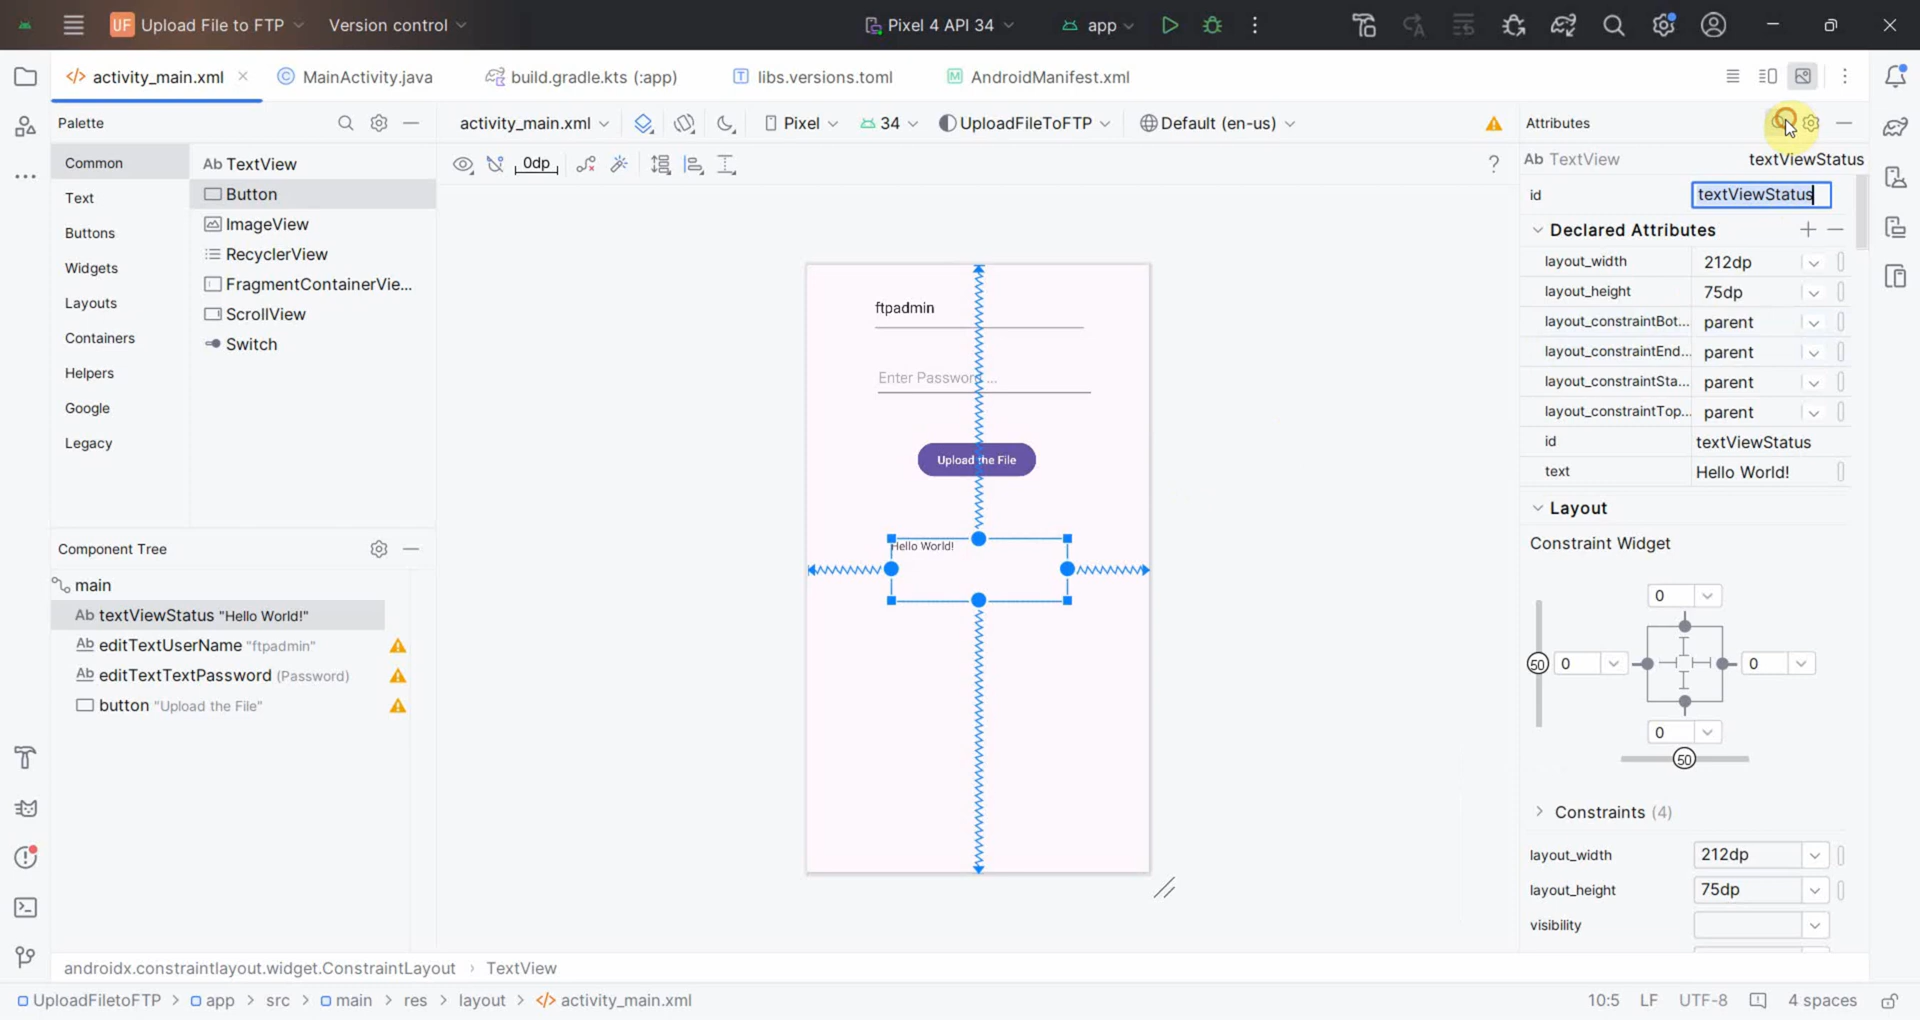 UF Upload File to FTP Version control Pixel 4 API 34 app
activity_main.xml MainActivity.java build.gradle.kts (:app) libs.versions.toml AndroidManifest.xml
Palette
Common
Text
Buttons
Widgets
Layouts
Containers
Helpers
Google
Legacy
Ab TextView
Button
ImageView
RecyclerView
FragmentContainerVie...
ScrollView
Switch
Component Tree
main
Ab textViewStatus "Hello World!"
Ab editTextUserName "ftpadmin"
Ab editTextTextPassword (Password)
button "Upload the File"
activity_main.xml Pixel 34 UploadFileToFTP Default (en-us)
0dp ?
ftpadmin
Enter Password ...
Upload the File
Hello World!
Attributes
Ab TextView textViewStatus
id textViewStatus
Declared Attributes
layout_width 212dp
layout_height 75dp
layout_constraintBot... parent
layout_constraintEnd... parent
layout_constraintSta... parent
layout_constraintTop... parent
id textViewStatus
text Hello World!
Layout
Constraint Widget
0
50 0 0
0
50
Constraints (4)
layout_width 212dp
layout_height 75dp
visibility
androidx.constraintlayout.widget.ConstraintLayout > TextView
UploadFiletoFTP > app > src > main > res > layout > activity_main.xml 10:5 LF UTF-8 4 spaces